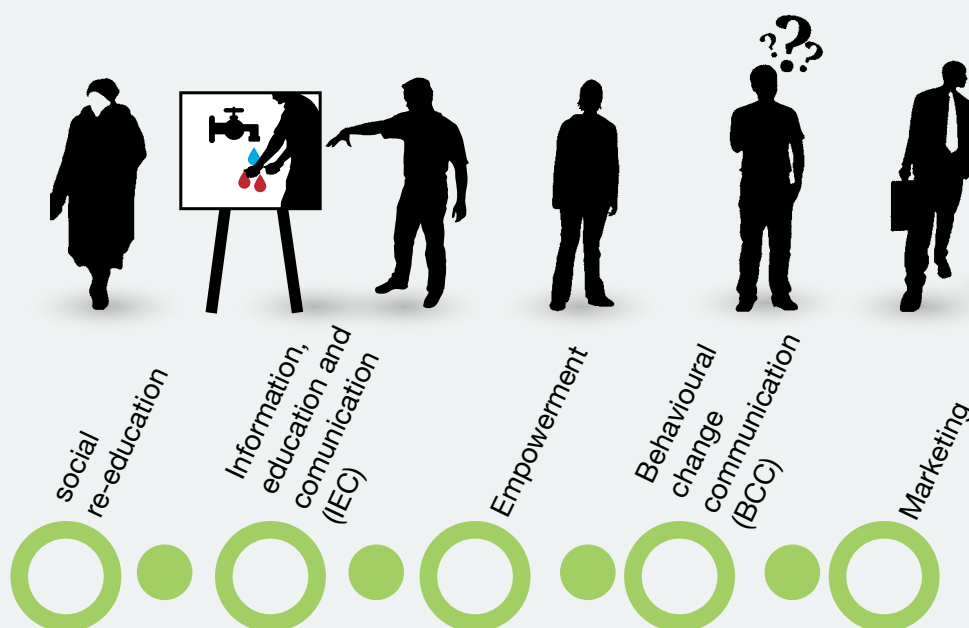 ???
social
re-education
Information,
education and
comunication
(IEC)
Empowerment
Behavioural
change
communication
(BCC)
Marketing